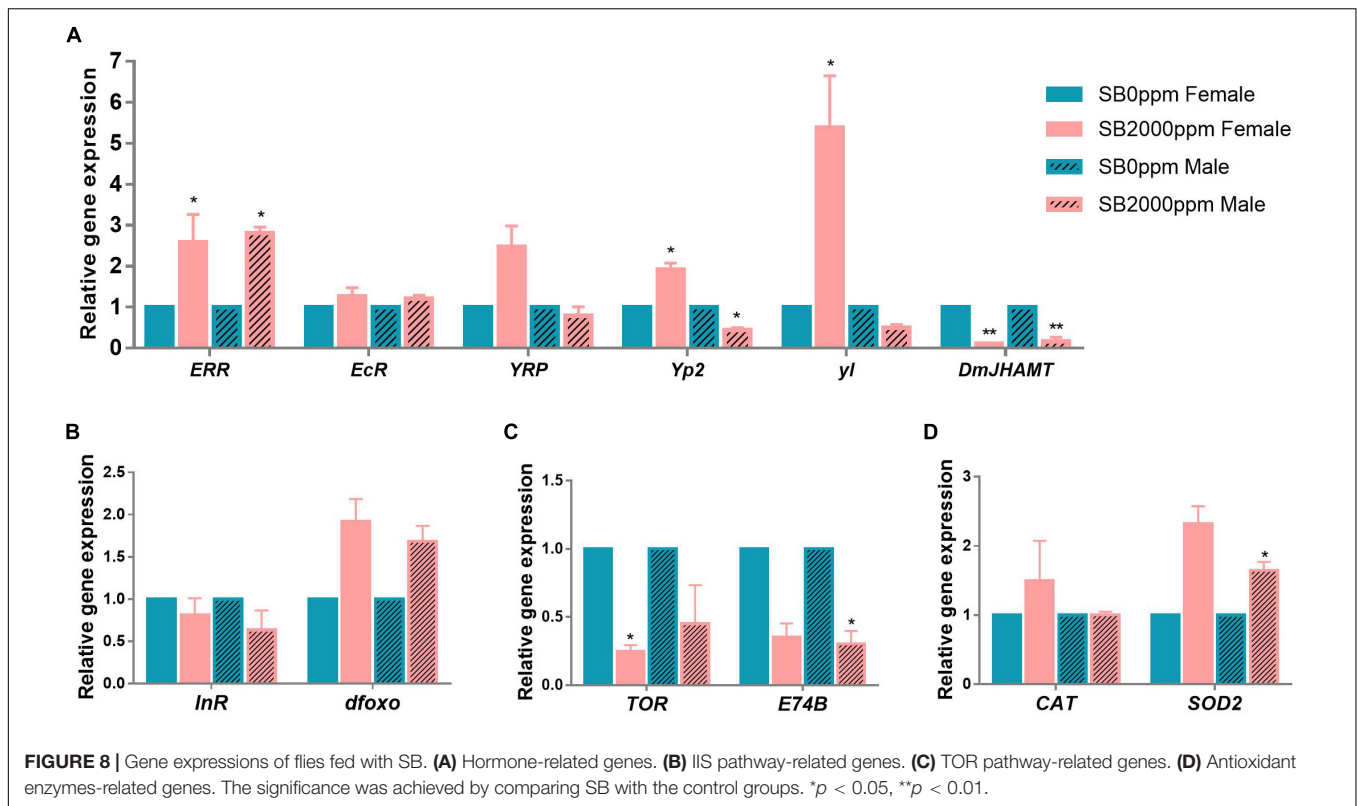 A
Relative gene expression
7
6
5
4
3
2
1
0
* * * * * ** **
ERR EcR YRP Yp2 yl DmJHAMT
SB0ppm Female
SB2000ppm Female
SB0ppm Male
SB2000ppm Male
B
Relative gene expression
2.5
2.0
1.5
1.0
0.5
0.0
InR dfoxo
C
Relative gene expression
1.5
1.0
0.5
0.0
* *
TOR E74B
D
Relative gene expression
3
2
1
0
*
CAT SOD2
FIGURE 8 | Gene expressions of flies fed with SB. (A) Hormone-related genes. (B) IIS pathway-related genes. (C) TOR pathway-related genes. (D) Antioxidant
enzymes-related genes. The significance was achieved by comparing SB with the control groups. *p < 0.05, **p < 0.01.